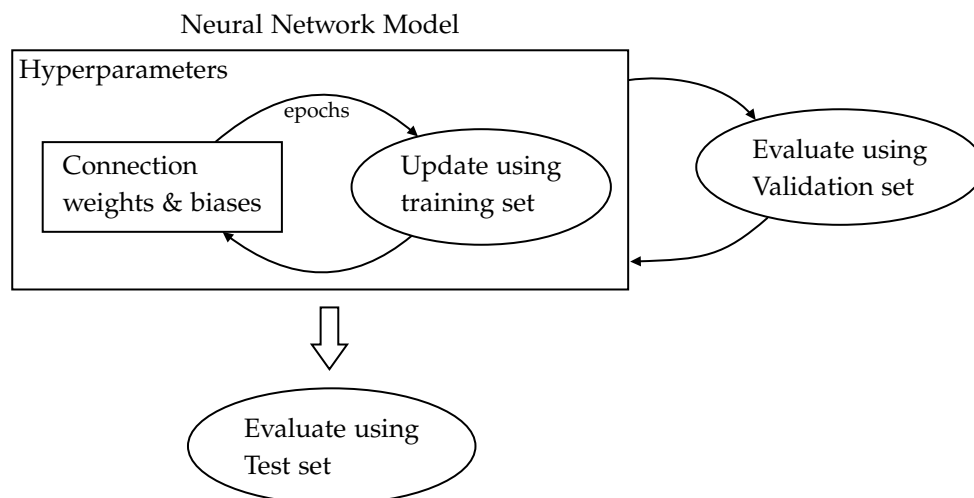 Neural Network Model
Hyperparameters
epochs
Connection
weights & biases
Update using
training set
Evaluate using
Validation set
Evaluate using
Test set